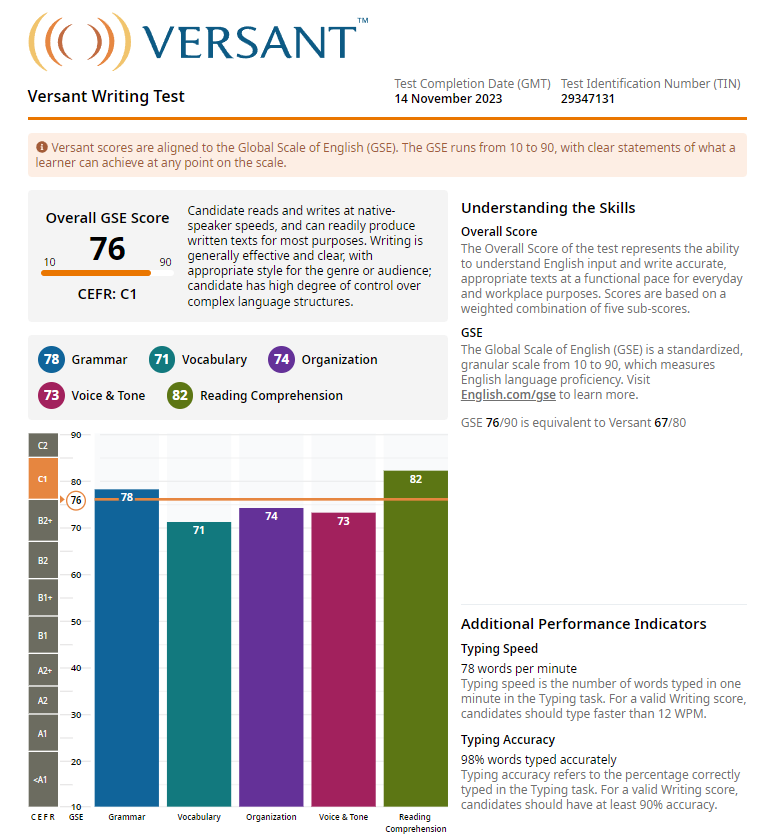 VERSANT™
Versant Writing Test
Test Completion Date (GMT)
14 November 2023
Test Identification Number (TIN)
29347131
Versant scores are aligned to the Global Scale of English (GSE). The GSE runs from 10 to 90, with clear statements of what a
learner can achieve at any point on the scale.
Overall GSE Score
76
10
90
CEFR: C1
Candidate reads and writes at native-
speaker speeds, and can readily produce
written texts for most purposes. Writing is
generally effective and clear, with
appropriate style for the genre or audience;
candidate has high degree of control over
complex language structures.
78 Grammar
71 Vocabulary
74 Organization
73 Voice & Tone
82 Reading Comprehension
C2
C1
B2+
B2
B1+
B1
A2+
A2
A1
<A1
CEFR
90
80
76
70
60
50
40
30
20
10
GSE
78
71
74
73
82
Grammar
Vocabulary
Organization
Voice & Tone
Reading
Comprehension
Understanding the Skills
Overall Score
The Overall Score of the test represents the ability
to understand English input and write accurate,
appropriate texts at a functional pace for everyday
and workplace purposes. Scores are based on a
weighted combination of five sub-scores.
GSE
The Global Scale of English (GSE) is a standardized,
granular scale from 10 to 90, which measures
English language proficiency. Visit
English.com/gse to learn more.
GSE 76/90 is equivalent to Versant 67/80
Additional Performance Indicators
Typing Speed
78 words per minute
Typing speed is the number of words typed in one
minute in the Typing task. For a valid Writing score,
candidates should type faster than 12 WPM.
Typing Accuracy
98% words typed accurately
Typing accuracy refers to the percentage correctly
typed in the Typing task. For a valid Writing score,
candidates should have at least 90% accuracy.